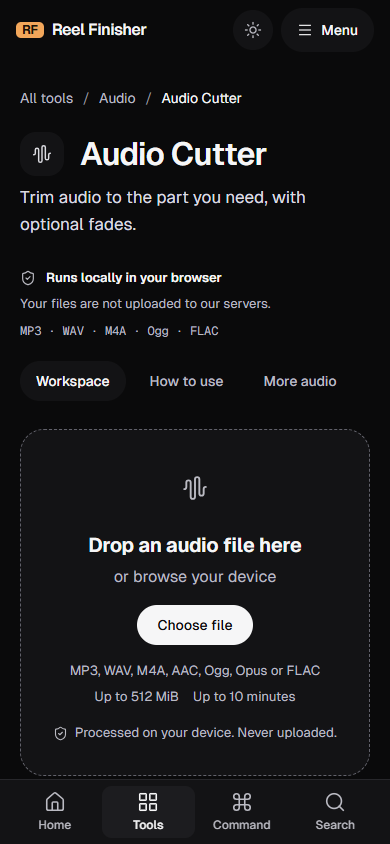 RF Reel Finisher
Menu
All tools / Audio / Audio Cutter
Audio Cutter
Trim audio to the part you need, with
optional fades.
Runs locally in your browser
Your files are not uploaded to our servers.
MP3 · WAV · M4A · Ogg · FLAC
Workspace How to use More audio
Drop an audio file here
or browse your device
Choose file
MP3, WAV, M4A, AAC, Ogg, Opus or FLAC
Up to 512 MiB Up to 10 minutes
Processed on your device. Never uploaded.
Home Tools Command Search